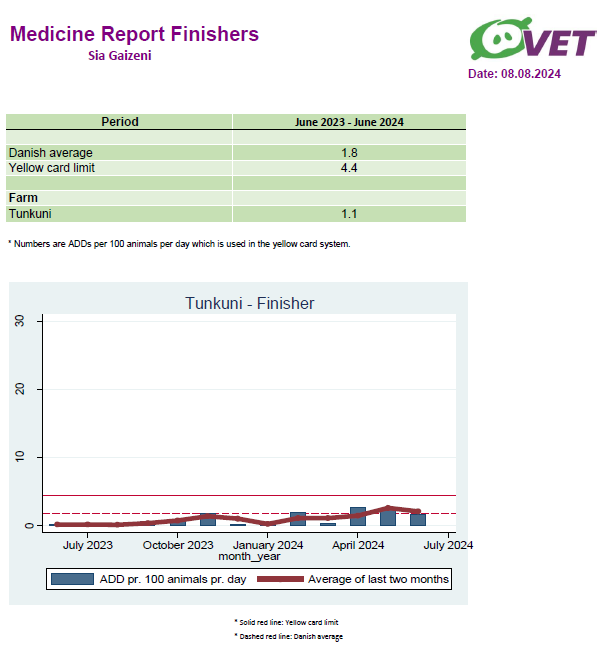 Medicine Report Finishers
Sia Gaizeni
VET
Date: 08.08.2024
Period June 2023 - June 2024
Danish average 1.8
Yellow card limit 4.4
Farm
Tunkuni 1.1
* Numbers are ADDs per 100 animals per day which is used in the yellow card system.
Tunkuni - Finisher
30
20
10
0
July 2023 October 2023 January 2024 April 2024 July 2024
month_year
ADD pr. 100 animals pr. day Average of last two months
* Solid red line: Yellow card limit
* Dashed red line: Danish average